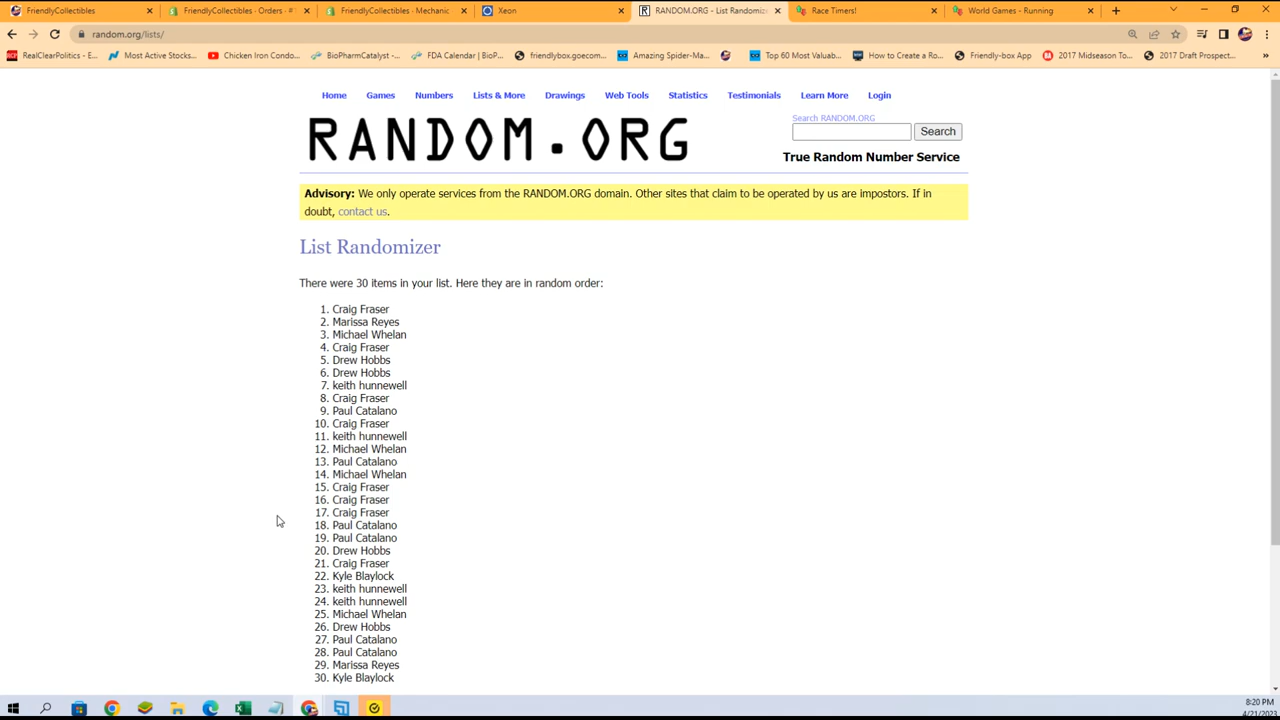 FriendlyCollectibles
FriendlyCollectibles - Orders - #1
FriendlyCollectibles - Mechanic
Xeon
RANDOM.ORG - List Randomize
Race Timers!
World Games - Running
random.org/lists/
RealClearPolitics - E...
Most Active Stocks...
Chicken Iron Condo...
BioPharmCatalyst -...
FDA Calendar | BioP...
friendlybox.goecom...
Amazing Spider-Ma...
Top 60 Most Valuab...
How to Create a Ro...
Friendly-box App
2017 Midseason To...
2017 Draft Prospect...
Home Games Numbers Lists & More Drawings Web Tools Statistics Testimonials Learn More Login
RANDOM.ORG
Search RANDOM.ORG
Search
True Random Number Service
Advisory: We only operate services from the RANDOM.ORG domain. Other sites that claim to be operated by us are impostors. If in
doubt, contact us.
List Randomizer
There were 30 items in your list. Here they are in random order:
1. Craig Fraser
2. Marissa Reyes
3. Michael Whelan
4. Craig Fraser
5. Drew Hobbs
6. Drew Hobbs
7. keith hunnewell
8. Craig Fraser
9. Paul Catalano
10. Craig Fraser
11. keith hunnewell
12. Michael Whelan
13. Paul Catalano
14. Michael Whelan
15. Craig Fraser
16. Craig Fraser
17. Craig Fraser
18. Paul Catalano
19. Paul Catalano
20. Drew Hobbs
21. Craig Fraser
22. Kyle Blaylock
23. keith hunnewell
24. keith hunnewell
25. Michael Whelan
26. Drew Hobbs
27. Paul Catalano
28. Paul Catalano
29. Marissa Reyes
30. Kyle Blaylock
8:20 PM
4/21/2023